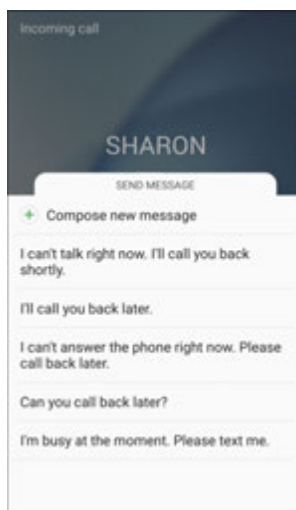 Incoming call
SHARON
SEND MESSAGE
+ Compose new message
I can't talk right now. I'll call you back
shortly.
I'll call you back later.
I can't answer the phone right now. Please
call back later.
Can you call back later?
I'm busy at the moment. Please text me.